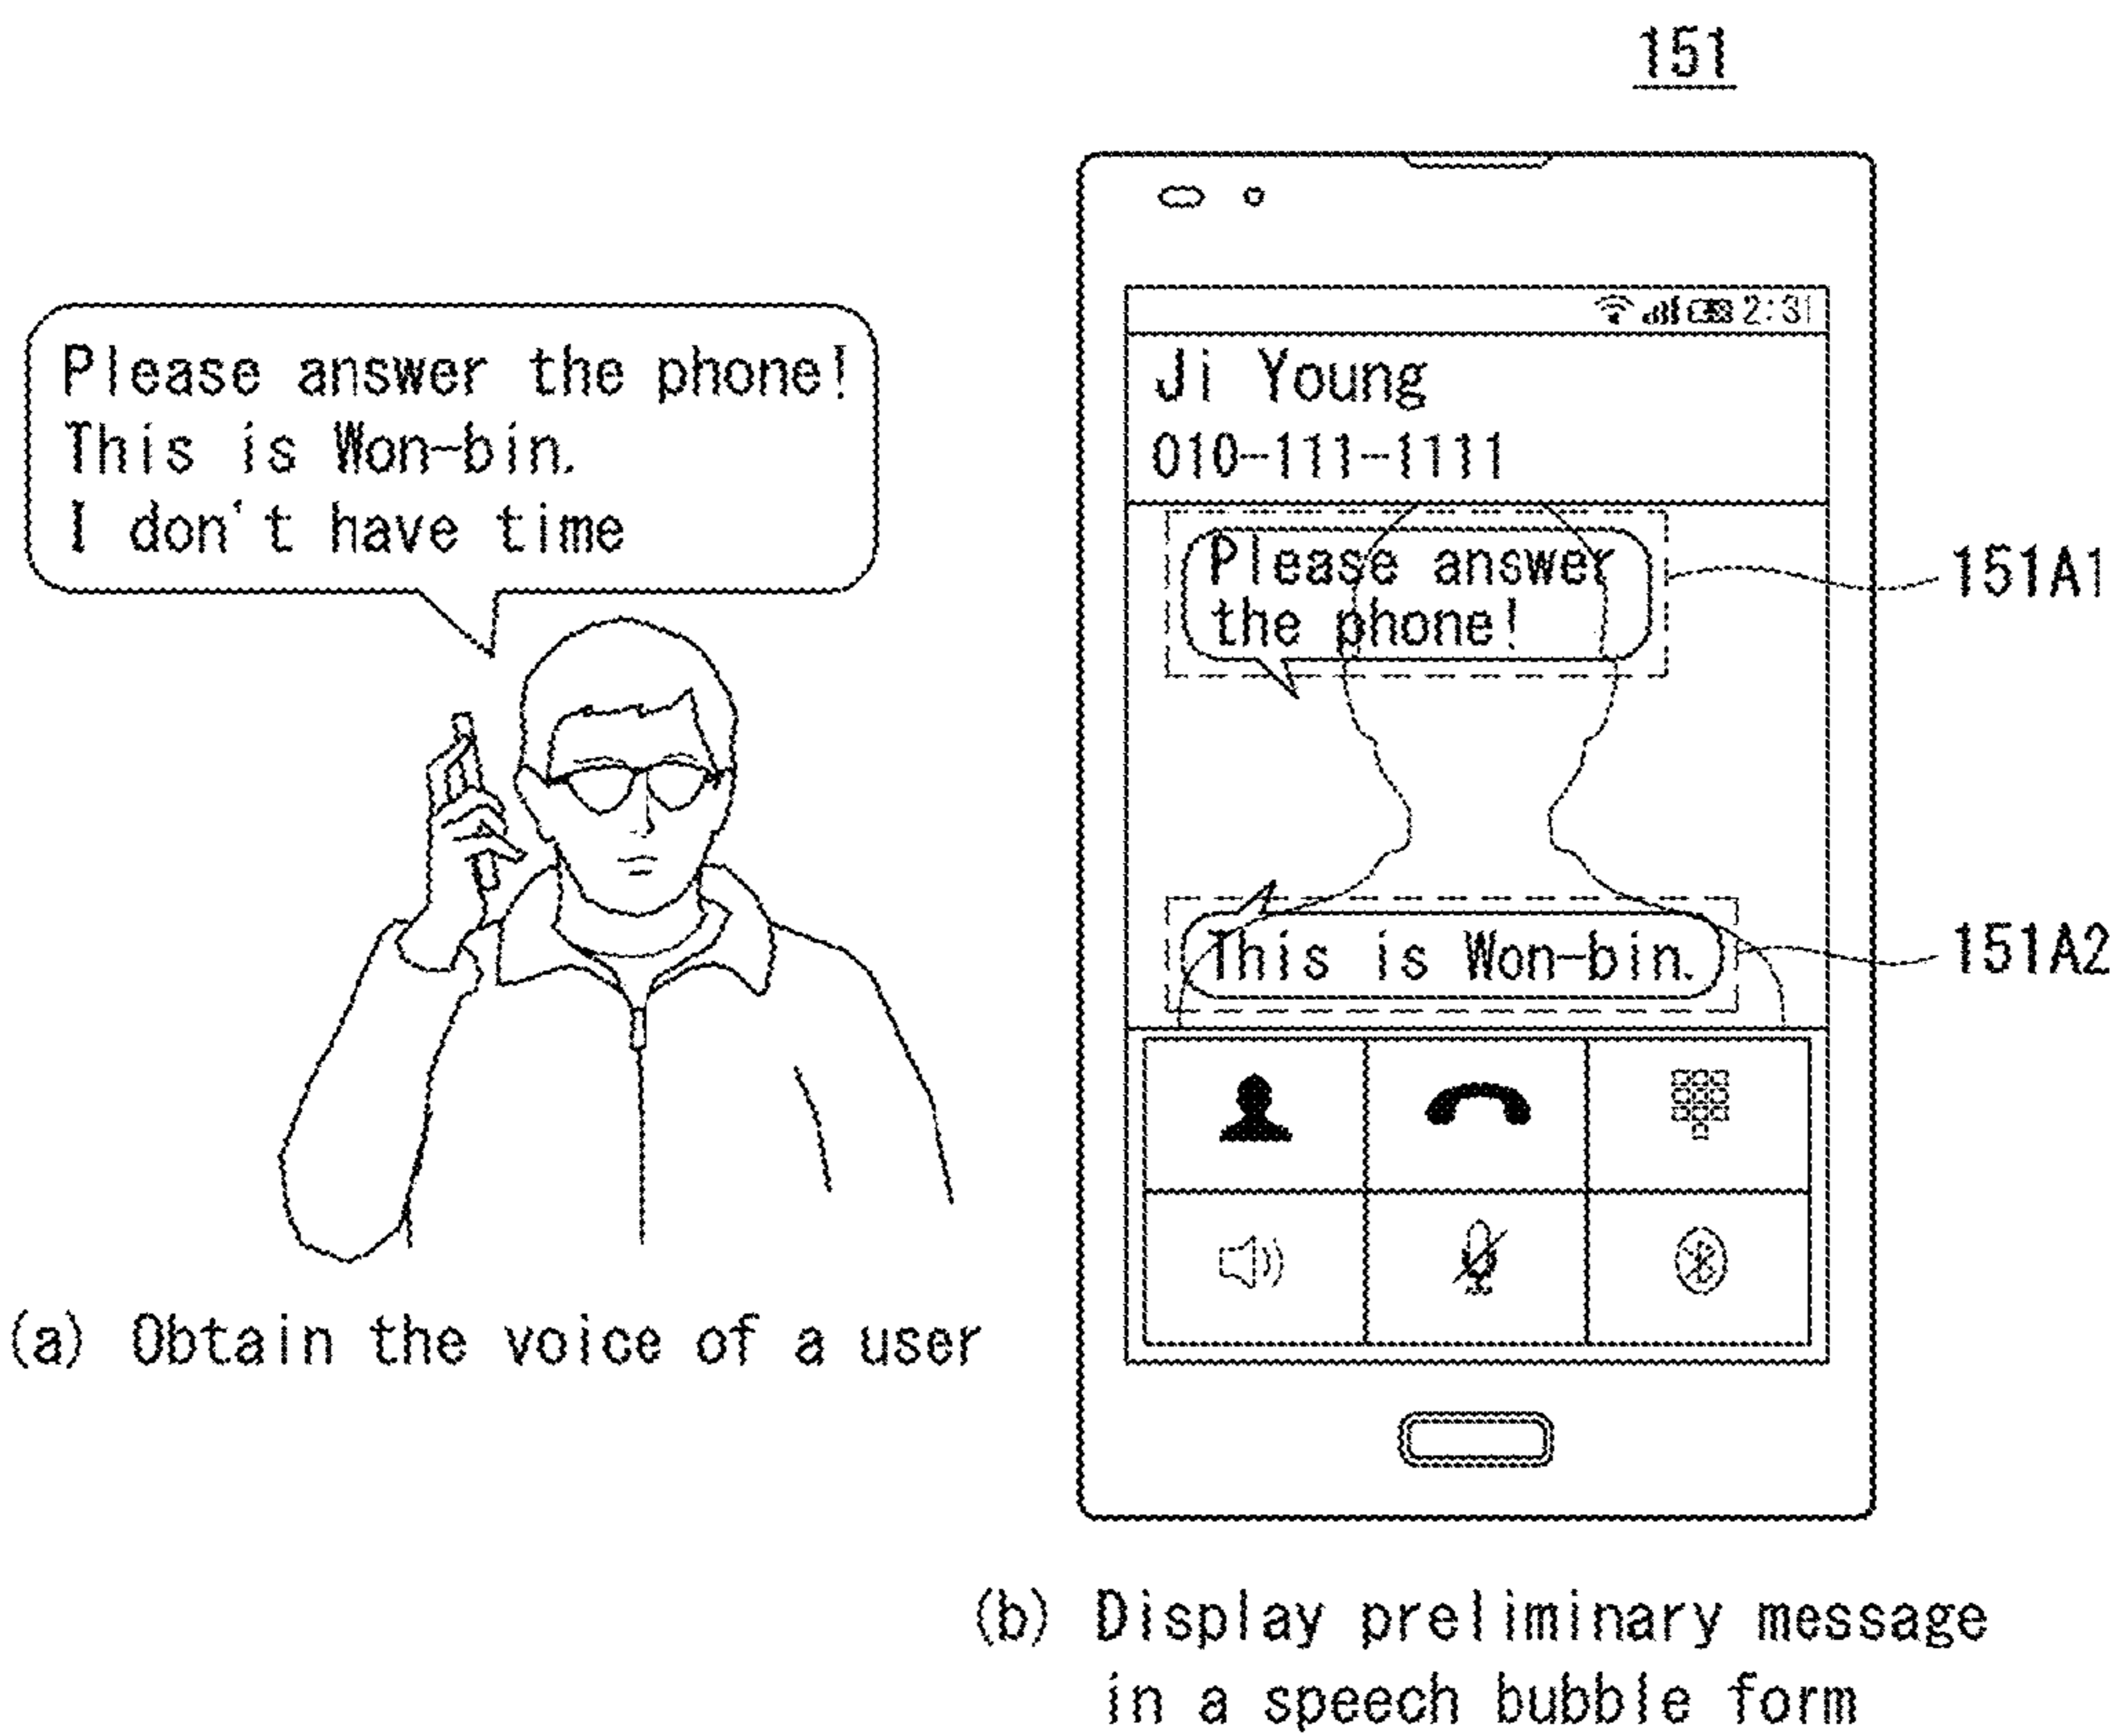 151
Please answer the phone!
This is Won-bin.
I don't have time
2:31
Ji Young
010-111-1111
Please answer
the phone!
151A1
This is Won-bin.
151A2
(a) Obtain the voice of a user
(b) Display preliminary message
in a speech bubble form